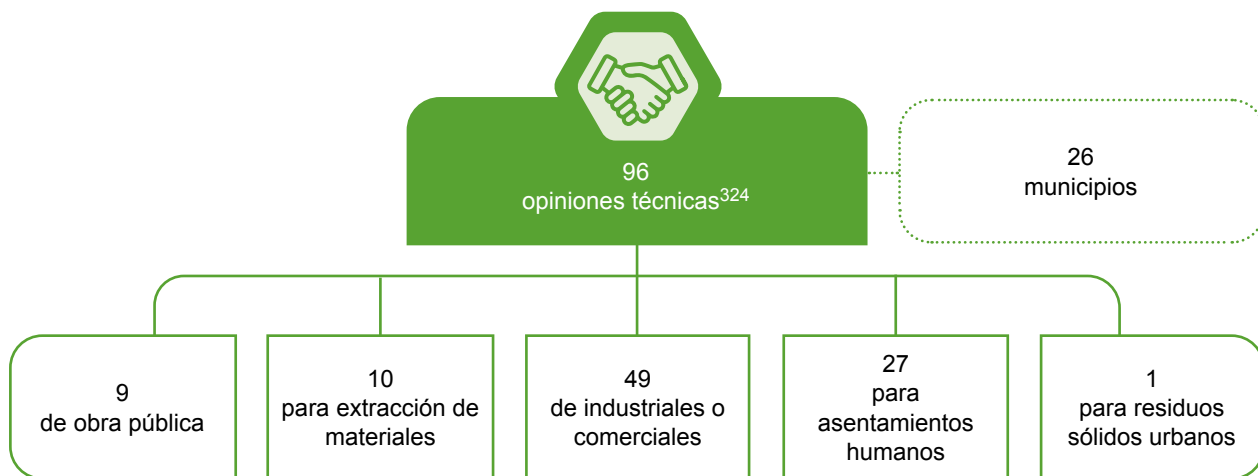 96
opiniones técnicas324
26
municipios
9
de obra pública
10
para extracción de
materiales
49
de industriales o
comerciales
27
para
asentamientos
humanos
1
para residuos
sólidos urbanos